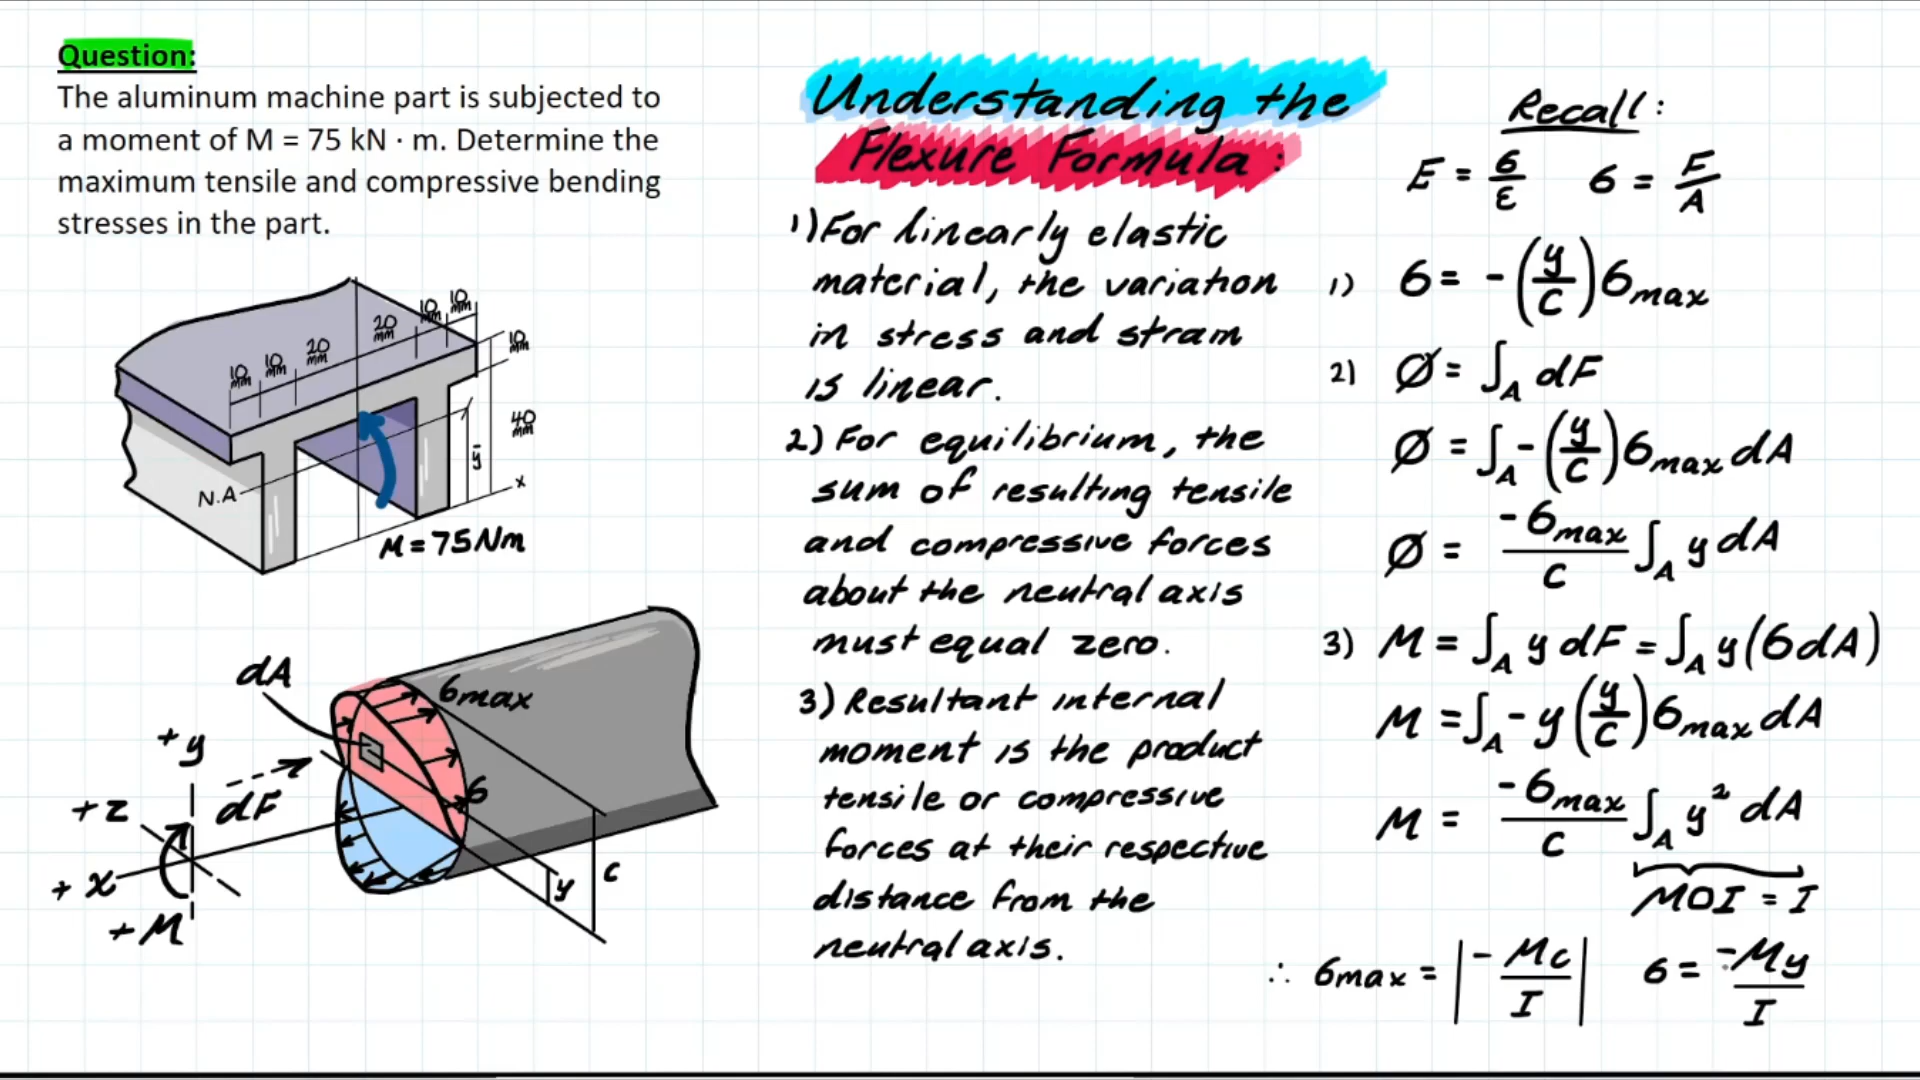 Question:
The aluminum machine part is subjected to
a moment of M = 75 kN · m. Determine the
maximum tensile and compressive bending
stresses in the part.
10 mm
10 mm
20 mm
20 mm
10 mm
10 mm
10 mm
40 mm
ȳ
x
N.A
M = 75 Nm
dA
6max
+ y
dF
6
+ z
+ x
+ M
y
c
Understanding the
Flexure Formula:
1) For linearly elastic
material, the variation
in stress and strain
is linear.
2) For equilibrium, the
sum of resulting tensile
and compressive forces
about the neutral axis
must equal zero.
3) Resultant internal
moment is the product
tensile or compressive
forces at their respective
distance from the
neutral axis.
Recall:
E = 6/ε 6 = F/A
1) 6 = -(y/c)6max
2) Ø = ∫A dF
Ø = ∫A -(y/c)6max dA
Ø = -6max/c ∫A y dA
3) M = ∫A y dF = ∫A y(6dA)
M = ∫A - y(y/c)6max dA
M = -6max/c ∫A y² dA
MOI = I
∴ 6max = |-Mc/I| 6 = -My/I